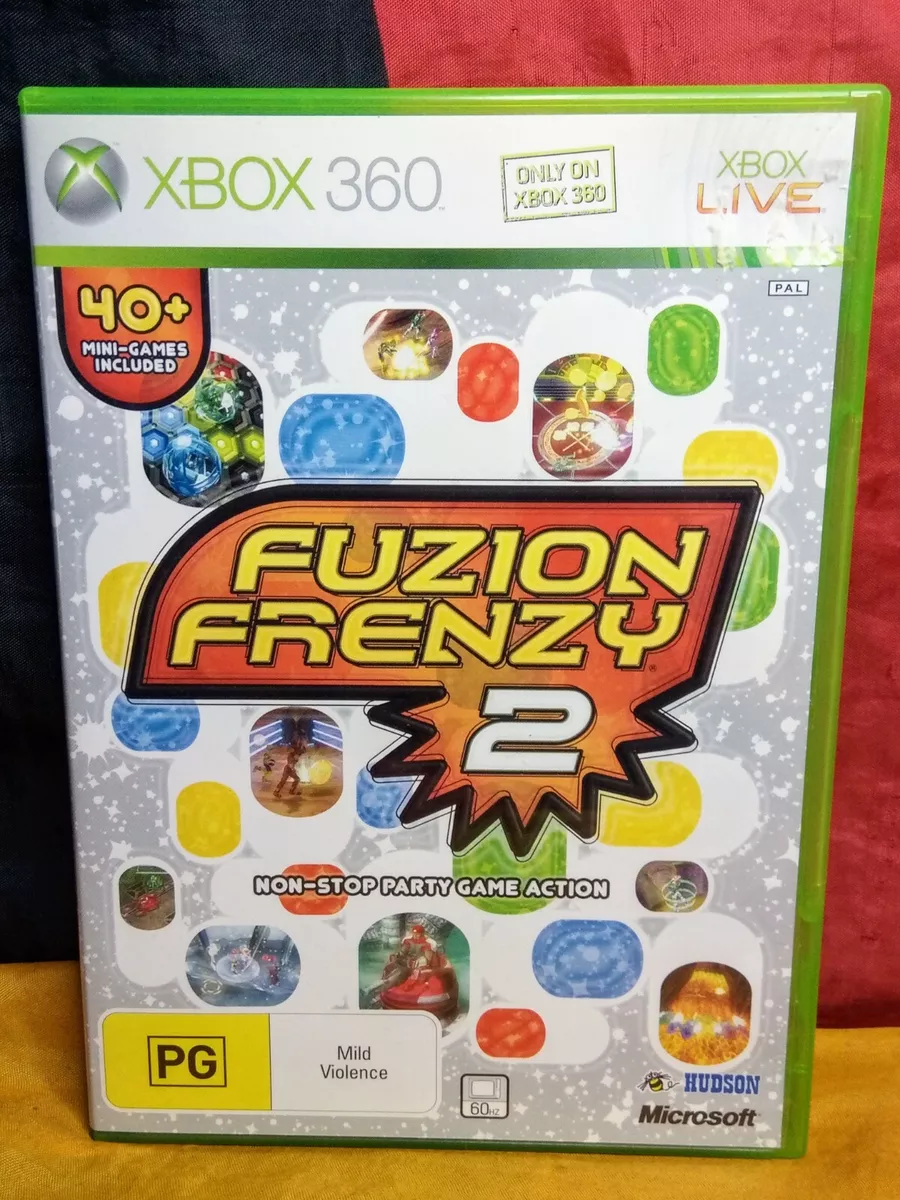 XBOX 360
ONLY ON
XBOX 360
XBOX
LIVE
PAL
40+
MINI-GAMES
INCLUDED
FUZION
FRENZY
2
NON-STOP PARTY GAME ACTION
PG
Mild
Violence
60HZ
HUDSON
Microsoft